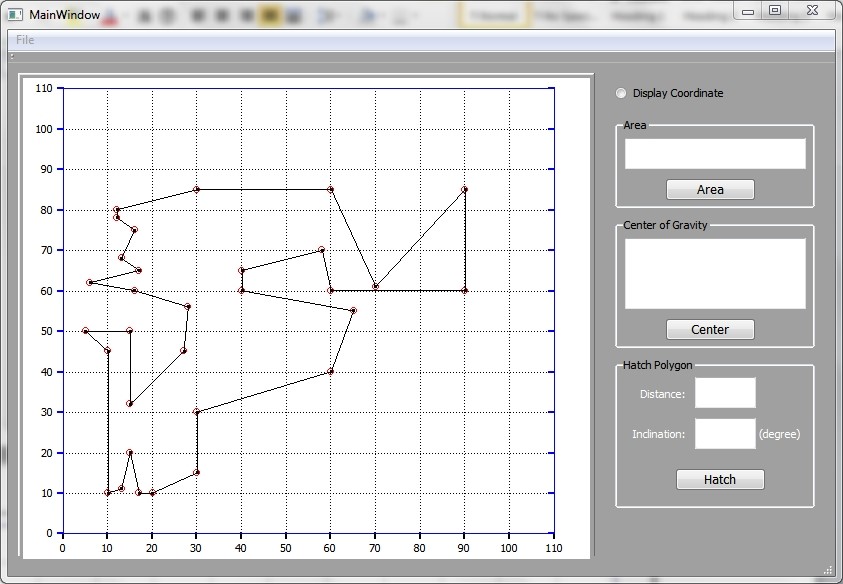 MainWindow
File
Display Coordinate
Area
Area
Center of Gravity
Center
Hatch Polygon
Distance:
Inclination: (degree)
Hatch
110
100
90
80
70
60
50
40
30
20
10
0
0 10 20 30 40 50 60 70 80 90 100 110